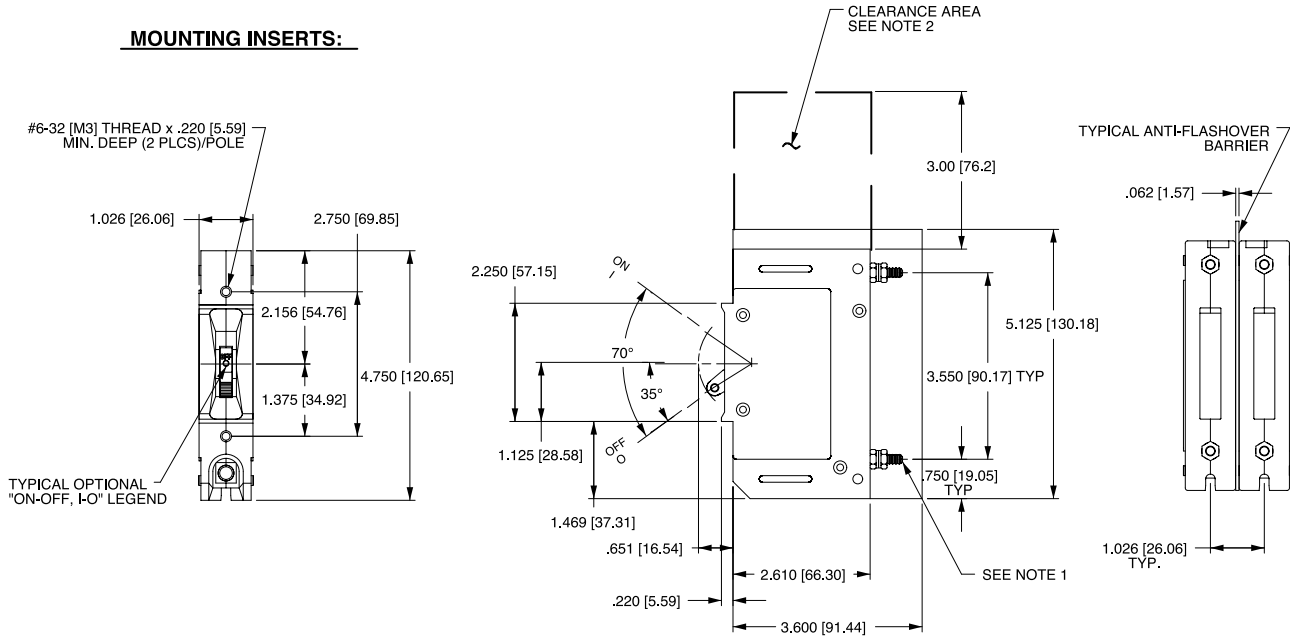 MOUNTING INSERTS:
#6-32 [M3] THREAD x .220 [5.59]
MIN. DEEP (2 PLCS)/POLE
1.026 [26.06]
2.750 [69.85]
2.156 [54.76]
4.750 [120.65]
1.375 [34.92]
TYPICAL OPTIONAL
"ON-OFF, I-O" LEGEND
CLEARANCE AREA
SEE NOTE 2
3.00 [76.2]
2.250 [57.15]
ON
I
70°
35°
OFF
O
5.125 [130.18]
3.550 [90.17] TYP
1.125 [28.58]
.750 [19.05]
TYP
1.469 [37.31]
.651 [16.54]
2.610 [66.30]
SEE NOTE 1
.220 [5.59]
3.600 [91.44]
TYPICAL ANTI-FLASHOVER
BARRIER
.062 [1.57]
1.026 [26.06]
TYP.